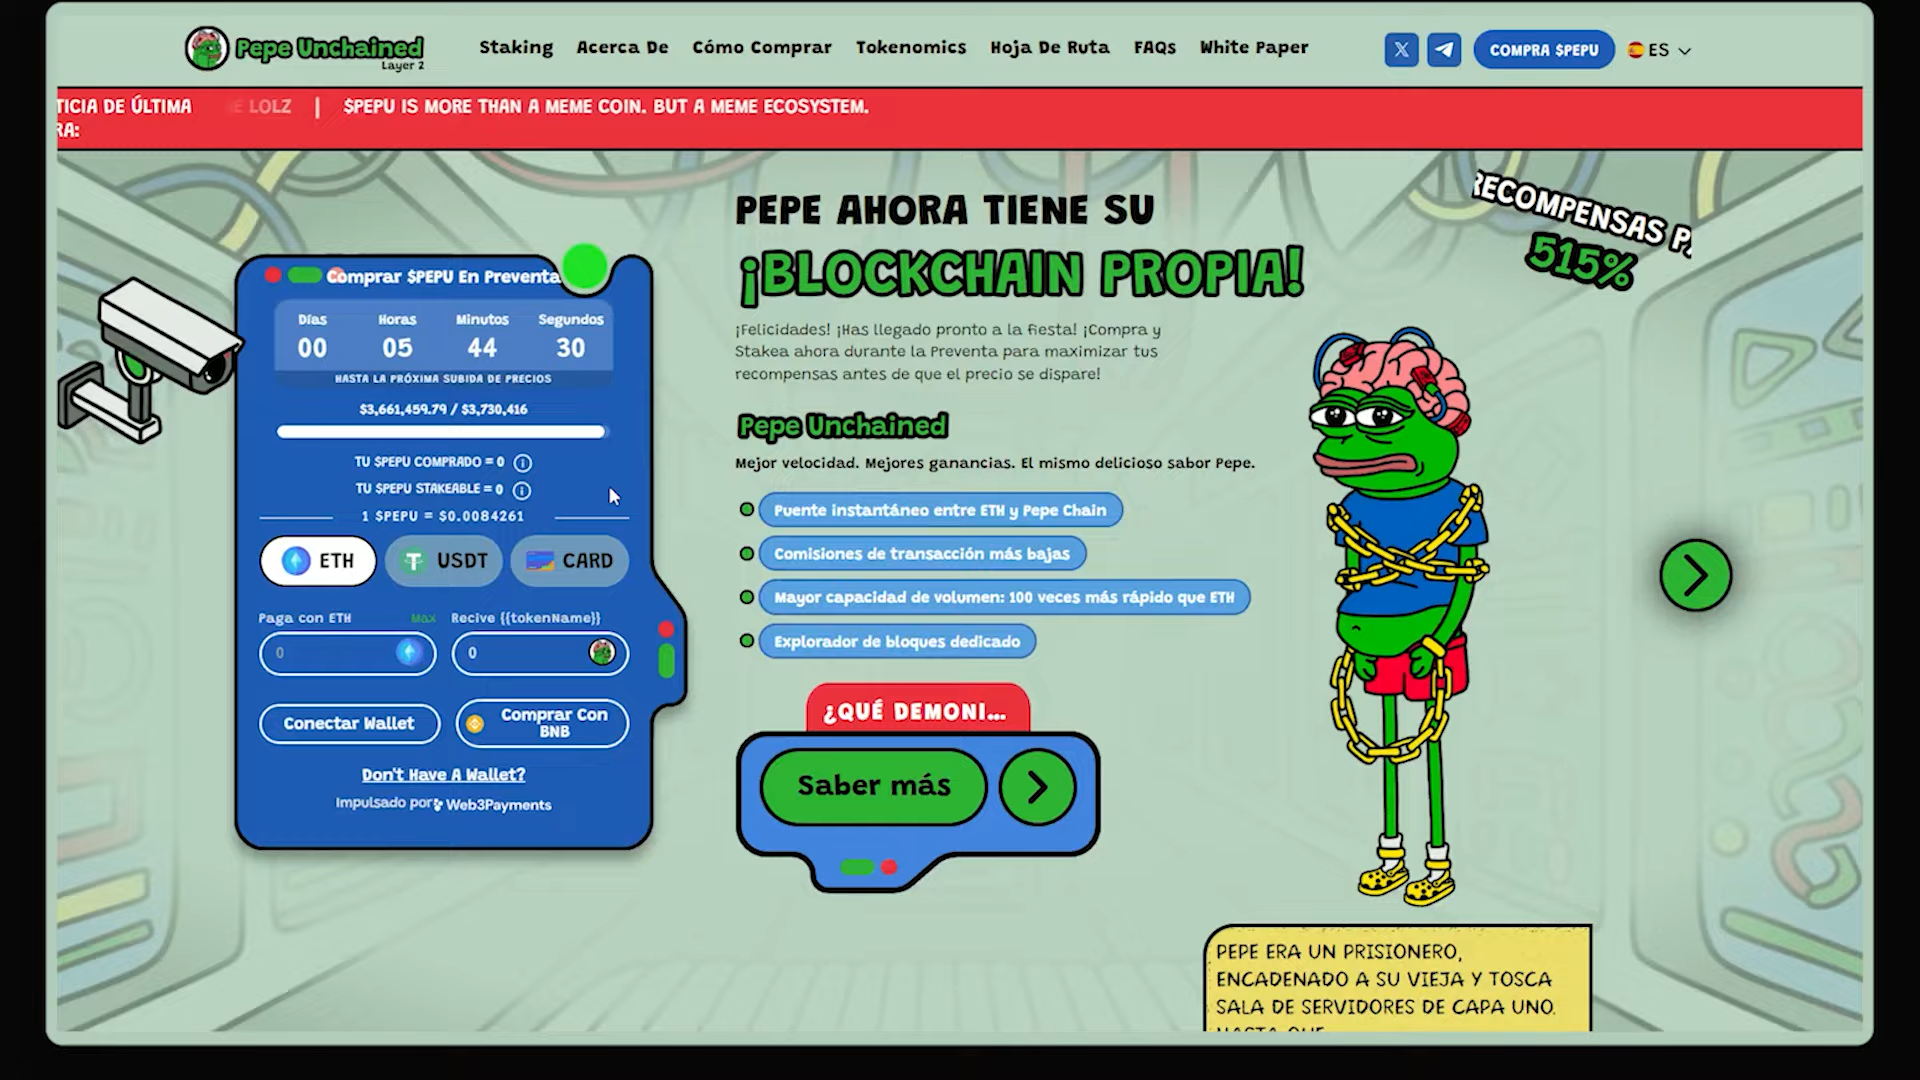 Pepe Unchained
Layer 2
Staking
Acerca De
Cómo Comprar
Tokenomics
Hoja De Ruta
FAQs
White Paper
COMPRA $PEPU
ES
TICIA DE ÚLTIMA
RA:
LOLZ | $PEPU IS MORE THAN A MEME COIN. BUT A MEME ECOSYSTEM.
Comprar $PEPU En Preventa
Días Horas Minutos Segundos
00 05 44 30
HASTA LA PRÓXIMA SUBIDA DE PRECIOS
$3,661,459.79 / $3,730,416
TU $PEPU COMPRADO = 0
TU $PEPU STAKEABLE = 0
1 $PEPU = $0.0084261
ETH
USDT
CARD
Paga con ETH Max Recive {{tokenName}}
0 0
Conectar Wallet
Comprar Con
BNB
Don't Have A Wallet?
Impulsado por Web3Payments
PEPE AHORA TIENE SU
¡BLOCKCHAIN PROPIA!
¡Felicidades! ¡Has llegado pronto a la fiesta! ¡Compra y
Stakea ahora durante la Preventa para maximizar tus
recompensas antes de que el precio se dispare!
Pepe Unchained
Mejor velocidad. Mejores ganancias. El mismo delicioso sabor Pepe.
Puente instantáneo entre ETH y Pepe Chain
Comisiones de transacción más bajas
Mayor capacidad de volumen: 100 veces más rápido que ETH
Explorador de bloques dedicado
¿QUÉ DEMONI...
Saber más
RECOMPENSAS P
515%
PEPE ERA UN PRISIONERO,
ENCADENADO A SU VIEJA Y TOSCA
SALA DE SERVIDORES DE CAPA UNO.
HASTA QUE